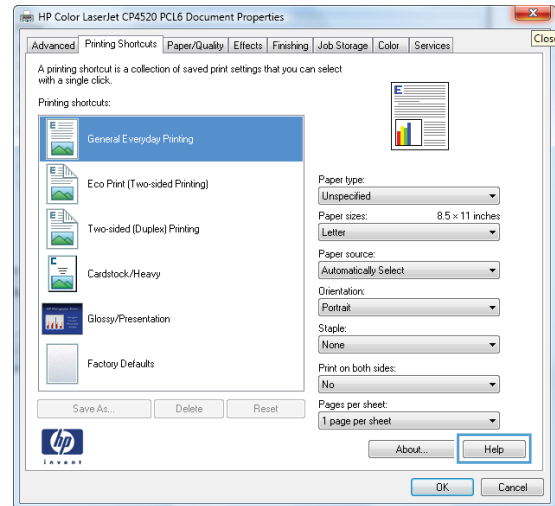 HP Color LaserJet CP4520 PCL6 Document Properties
Close
Advanced Printing Shortcuts Paper/Quality Effects Finishing Job Storage Color Services
A printing shortcut is a collection of saved print settings that you can select
with a single click.
Printing shortcuts:
E
General Everyday Printing
Eco Print (Two-sided Printing)
Two-sided (Duplex) Printing
Cardstock/Heavy
Glossy/Presentation
Factory Defaults
Save As... Delete Reset
Paper type:
Unspecified
Paper sizes: 8.5 × 11 inches
Letter
Paper source:
Automatically Select
Orientation:
Portrait
Staple:
None
Print on both sides:
No
Pages per sheet:
1 page per sheet
hp
invent
About... Help
OK Cancel